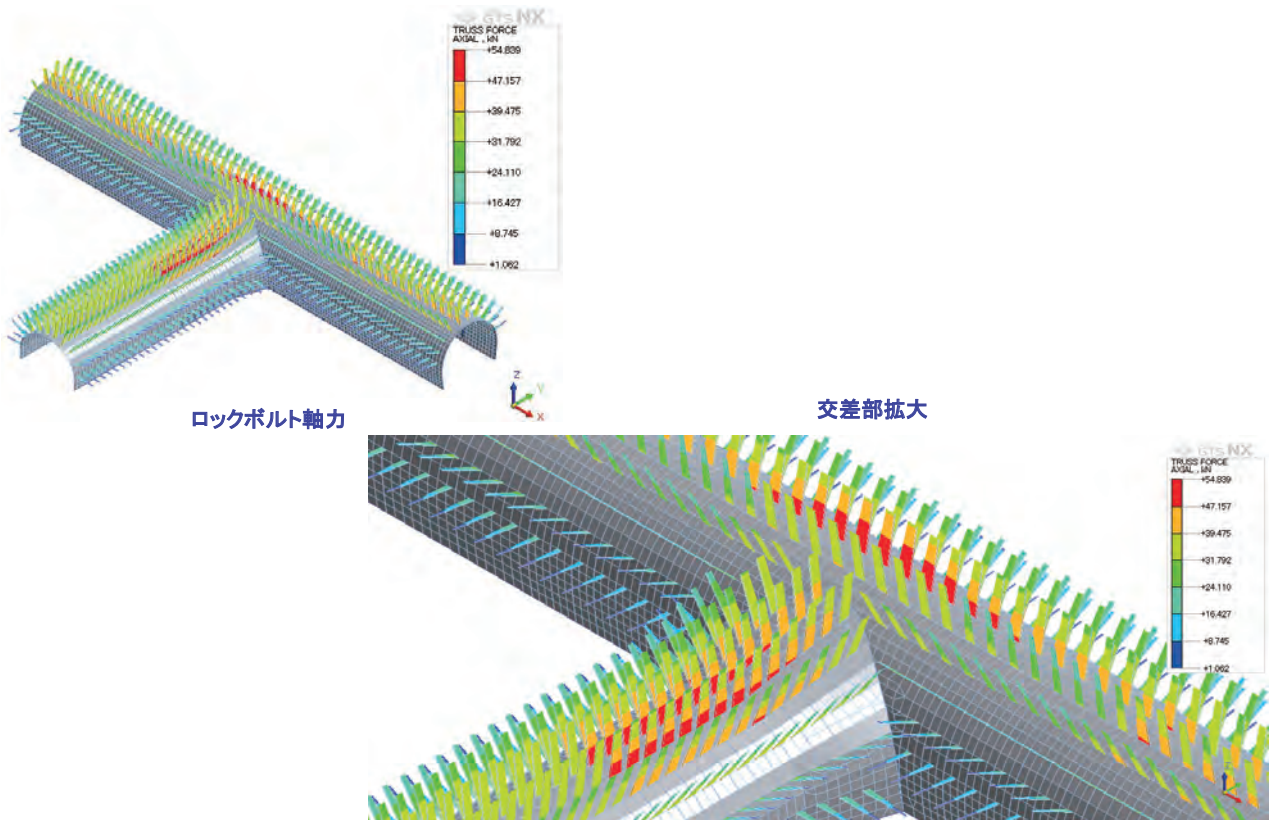 GTS NX
TRUSS FORCE
AXIAL , kN
+54.839
+47.157
+39.475
+31.792
+24.110
+16.427
+8.745
+1.062
Z
Y
X
ロックボルト軸力
交差部拡大
GTS NX
TRUSS FORCE
AXIAL , kN
+54.839
+47.157
+39.475
+31.792
+24.110
+16.427
+8.745
+1.062
Z